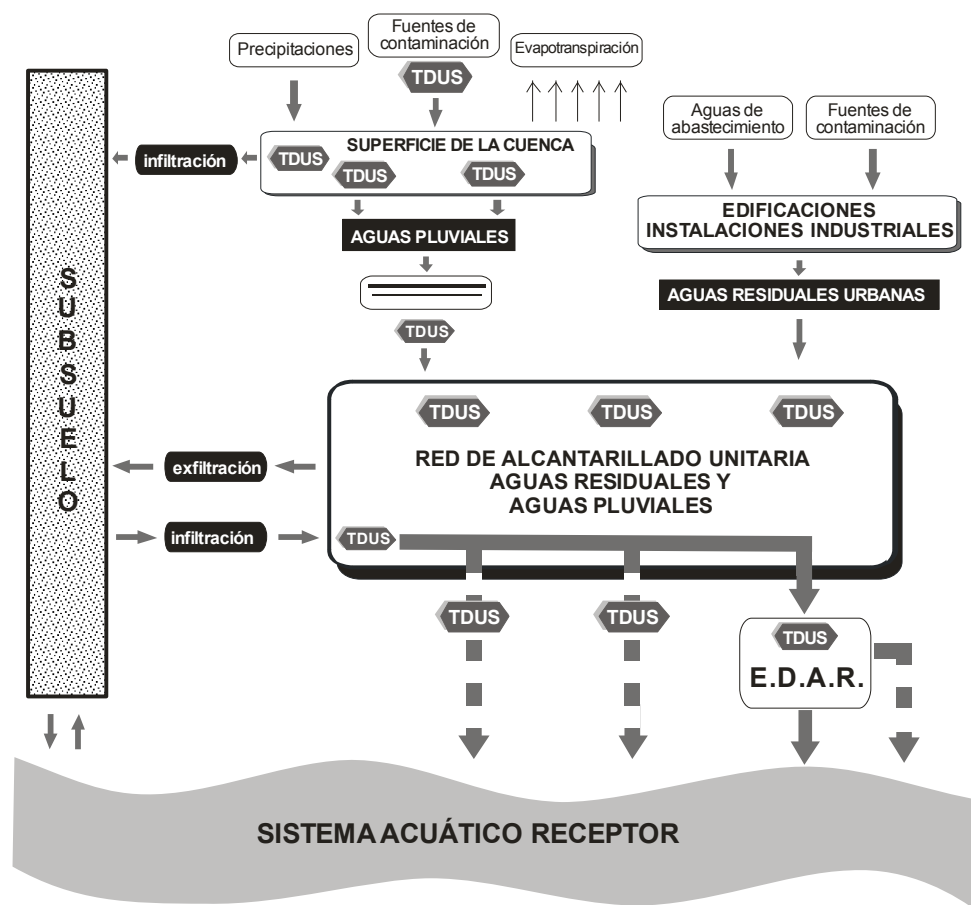 Precipitaciones
Fuentes de
contaminación
TDUS
Evapotranspiración
Aguas de
abastecimiento
Fuentes de
contaminación
infiltración
SUPERFICIE DE LA CUENCA
TDUS
TDUS
TDUS
AGUAS PLUVIALES
TDUS
EDIFICACIONES
INSTALACIONES INDUSTRIALES
AGUAS RESIDUALES URBANAS
SUBSUELO
TDUS
TDUS
TDUS
RED DE ALCANTARILLADO UNITARIA
AGUAS RESIDUALES Y
AGUAS PLUVIALES
exfiltración
infiltración
TDUS
TDUS
TDUS
TDUS
E.D.A.R.
SISTEMA ACUÁTICO RECEPTOR